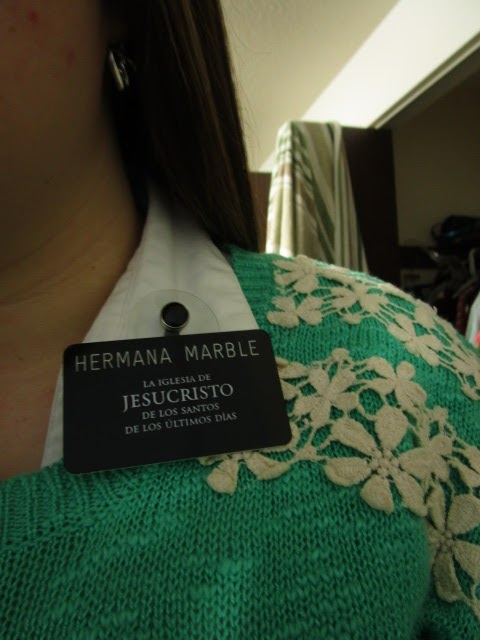 HERMANA MARBLE
LA IGLESIA DE
JESUCRISTO
DE LOS SANTOS
DE LOS ÚLTIMOS DÍAS